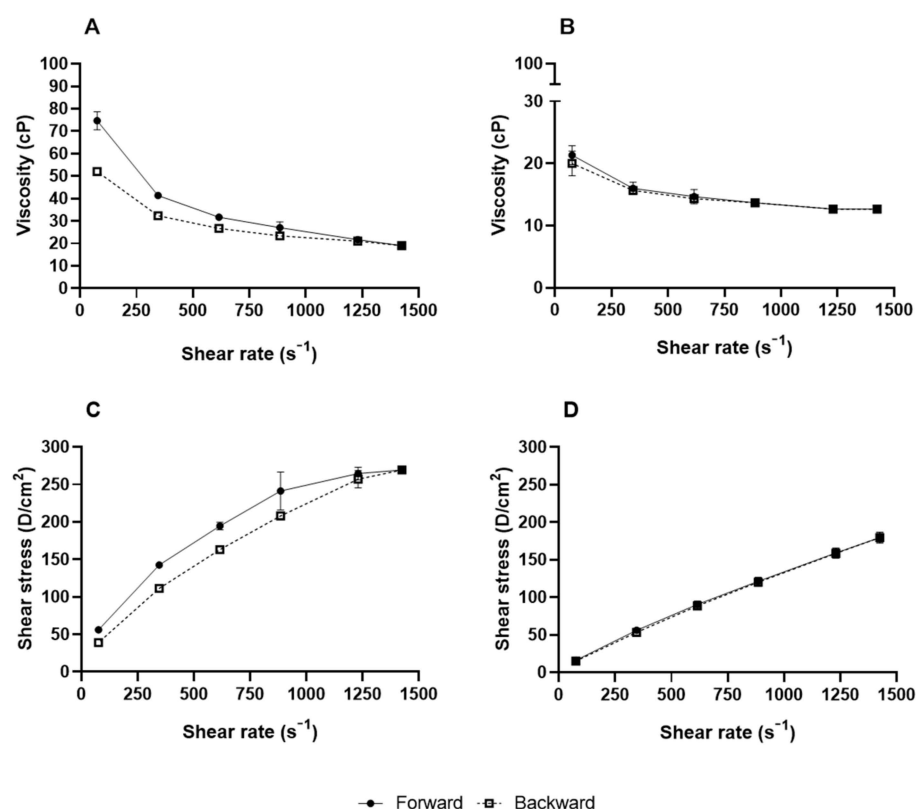 A
100
90
80
70
60
50
40
30
20
10
0
Viscosity (cP)
0 250 500 750 1000 1250 1500
Shear rate (s⁻¹)
B
100
30
20
10
0
Viscosity (cP)
0 250 500 750 1000 1250 1500
Shear rate (s⁻¹)
C
300
250
200
150
100
50
0
Shear stress (D/cm²)
0 250 500 750 1000 1250 1500
Shear rate (s⁻¹)
D
300
250
200
150
100
50
0
Shear stress (D/cm²)
0 250 500 750 1000 1250 1500
Shear rate (s⁻¹)
Forward Backward